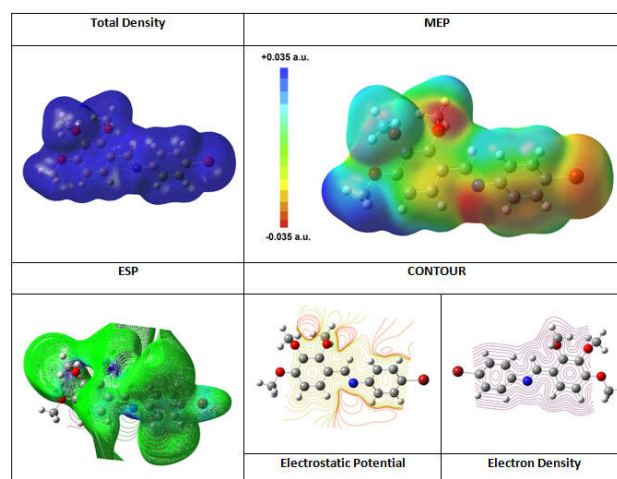 Total Density
MEP
+0.035 a.u.
-0.035 a.u.
ESP
CONTOUR
Electrostatic Potential
Electron Density